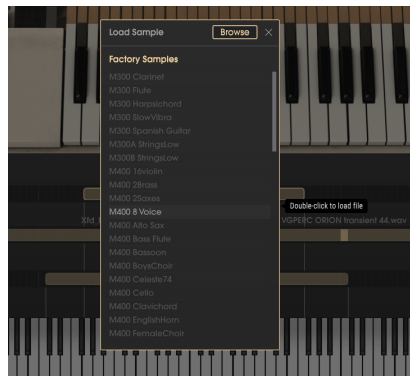 Load Sample
Browse
Factory Samples
M300 Clarinet
M300 Flute
M300 Harpsichord
M300 SlowVibra
M300 Spanish Guitar
M300A StringsLow
M300B StringsLow
M400 16violin
M400 2Brass
M400 2Saxes
M400 8 Voice
Double-click to load file
Xfd_
VGPERC ORION transient 44.wav
M400 Alto Sax
M400 Bass Flute
M400 Bassoon
M400 BoysChoir
M400 Celeste74
M400 Cello
M400 Clavichord
M400 EnglishHorn
M400 FemaleChoir